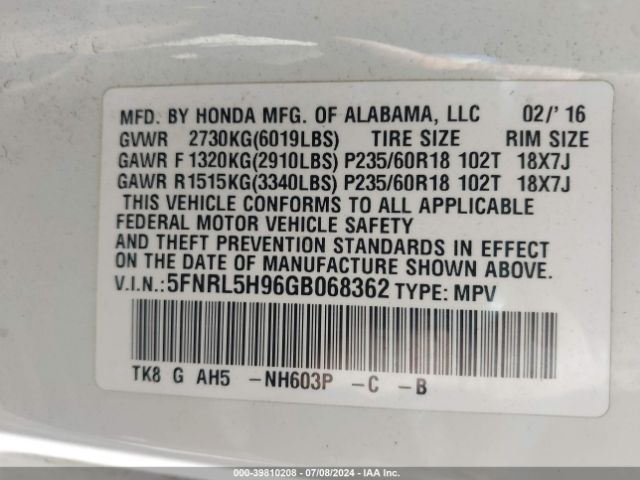 MFD. BY HONDA MFG. OF ALABAMA, LLC 02/'16
GVWR 2730KG(6019LBS) TIRE SIZE RIM SIZE
GAWR F 1320KG(2910LBS) P235/60R18 102T 18X7J
GAWR R1515KG(3340LBS) P235/60R18 102T 18X7J
THIS VEHICLE CONFORMS TO ALL APPLICABLE
FEDERAL MOTOR VEHICLE SAFETY
AND THEFT PREVENTION STANDARDS IN EFFECT
ON THE DATE OF MANUFACTURE SHOWN ABOVE.
V.I.N.:5FNRL5H96GB068362 TYPE: MPV
TK8 G AH5 -NH603P -C -B
000-39810208 - 07/08/2024 - IAA Inc.